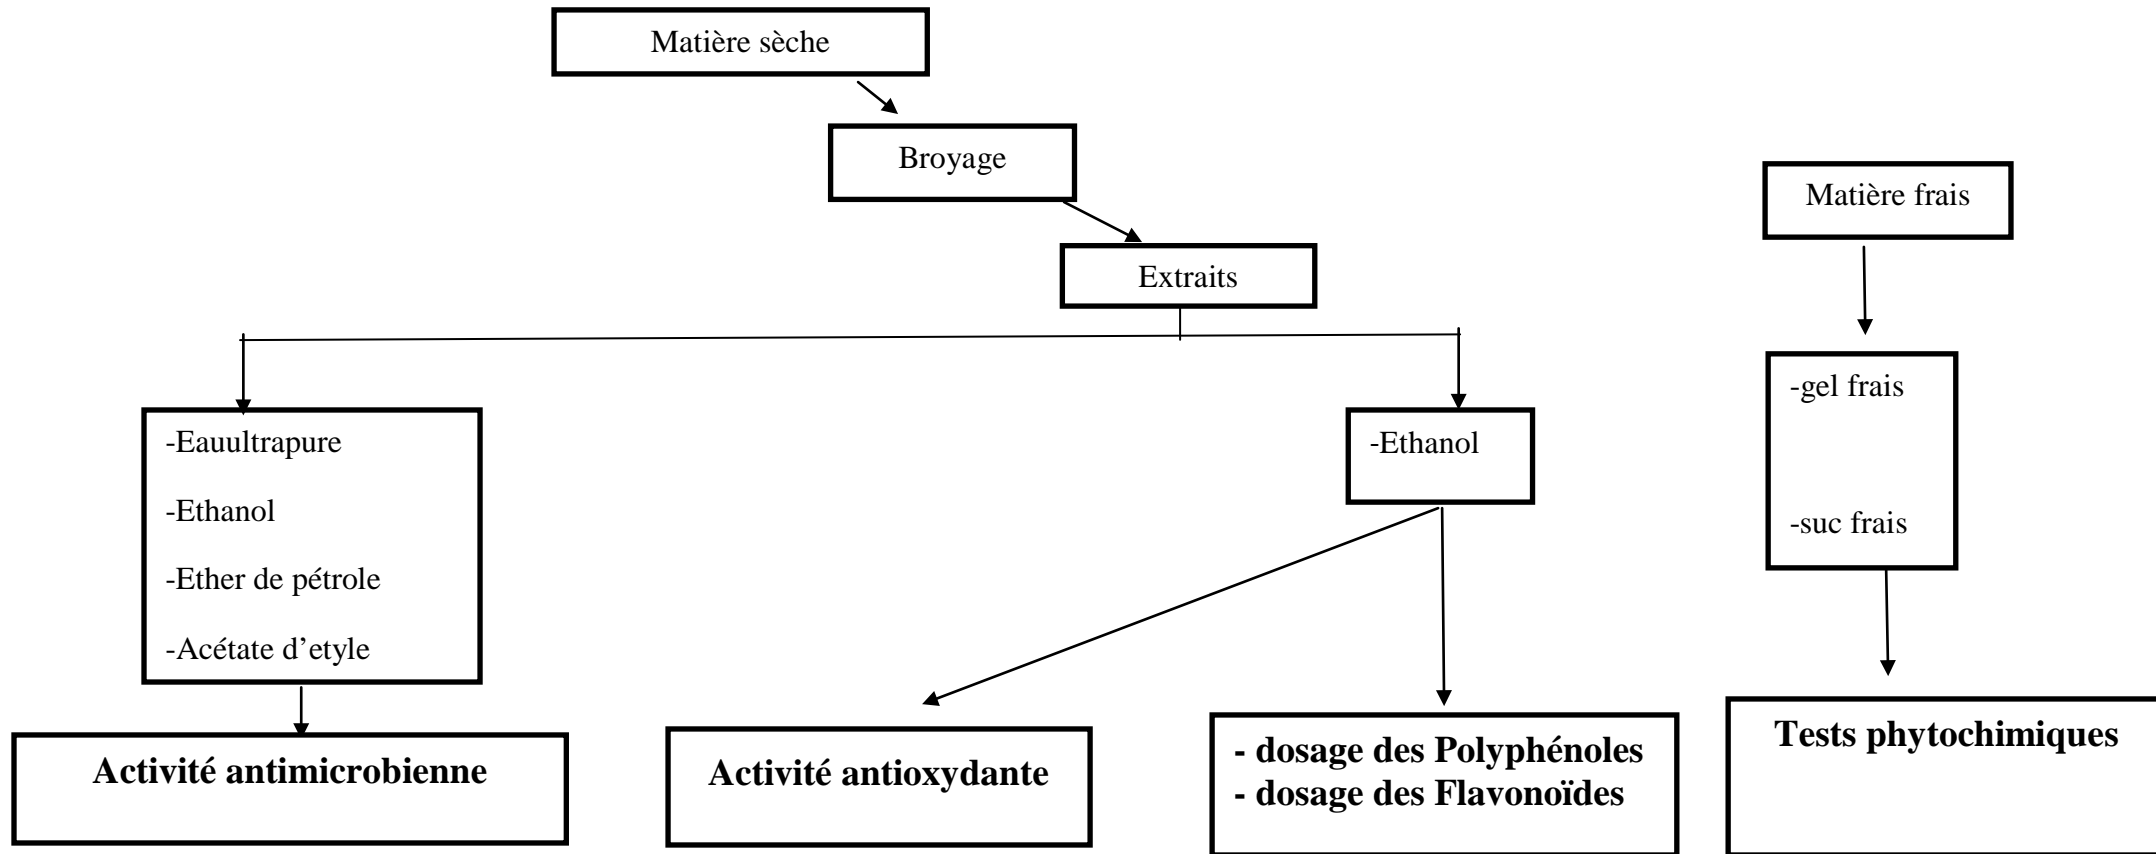 Matière sèche
Broyage
Matière frais
Extraits
-gel frais
-suc frais
-Eauultrapure
-Ethanol
-Ether de pétrole
-Acétate d’etyle
-Ethanol
Activité antimicrobienne
Activité antioxydante
- dosage des Polyphénoles
- dosage des Flavonoïdes
Tests phytochimiques